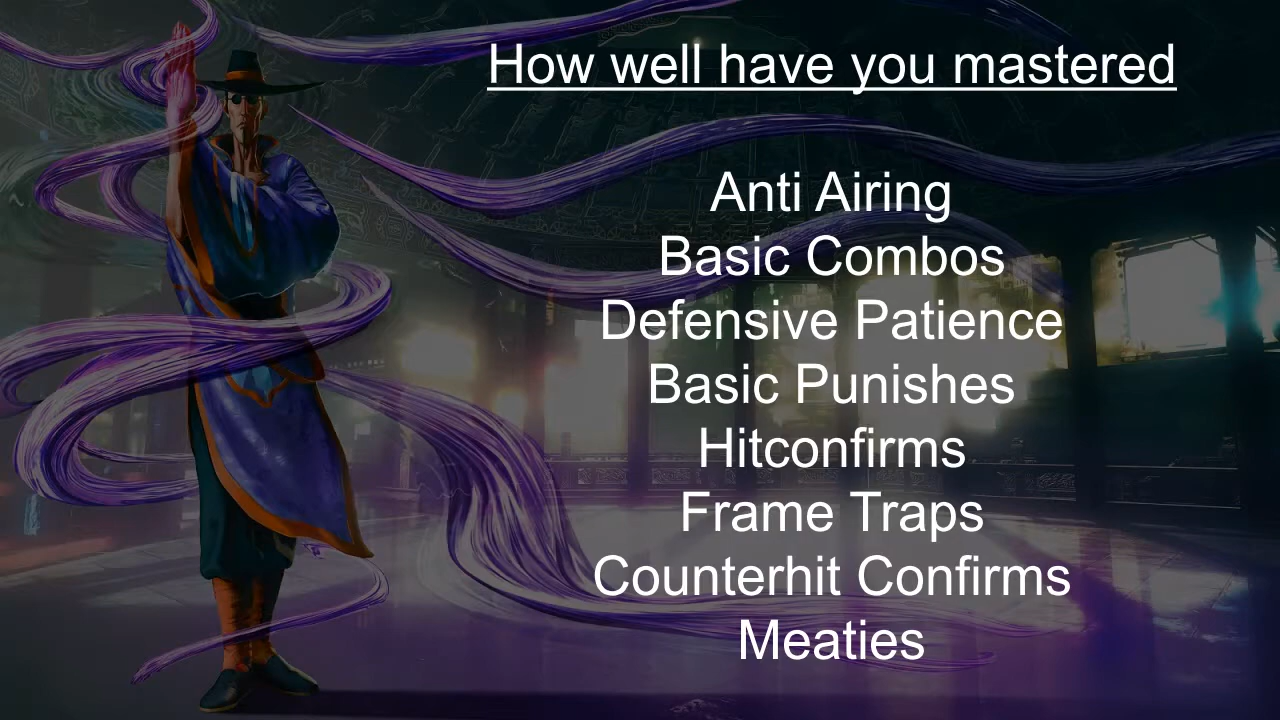 How well have you mastered
Anti Airing
Basic Combos
Defensive Patience
Basic Punishes
Hitconfirms
Frame Traps
Counterhit Confirms
Meaties